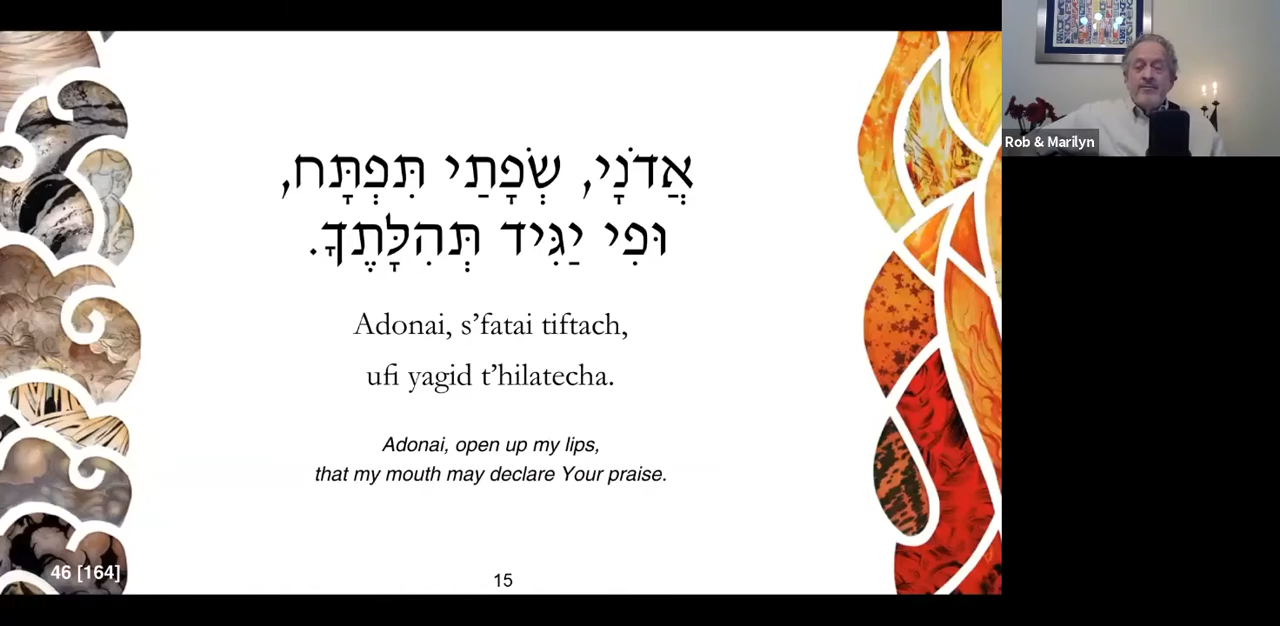 אֲדֹנָי, שְׂפָתַי תִּפְתָּח,
וּפִי יַגִּיד תְּהִלָּתֶךָ.
Adonai, s’fatai tiftach,
ufi yagid t’hilatecha.
Adonai, open up my lips,
that my mouth may declare Your praise.
46 [164]
15
Rob & Marilyn